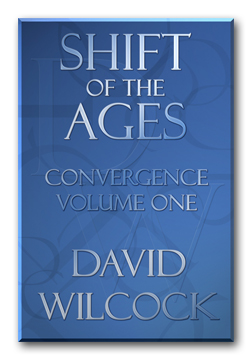 SHIFT
OF THE
AGES
CONVERGENCE
VOLUME ONE
DAVID
WILCOCK